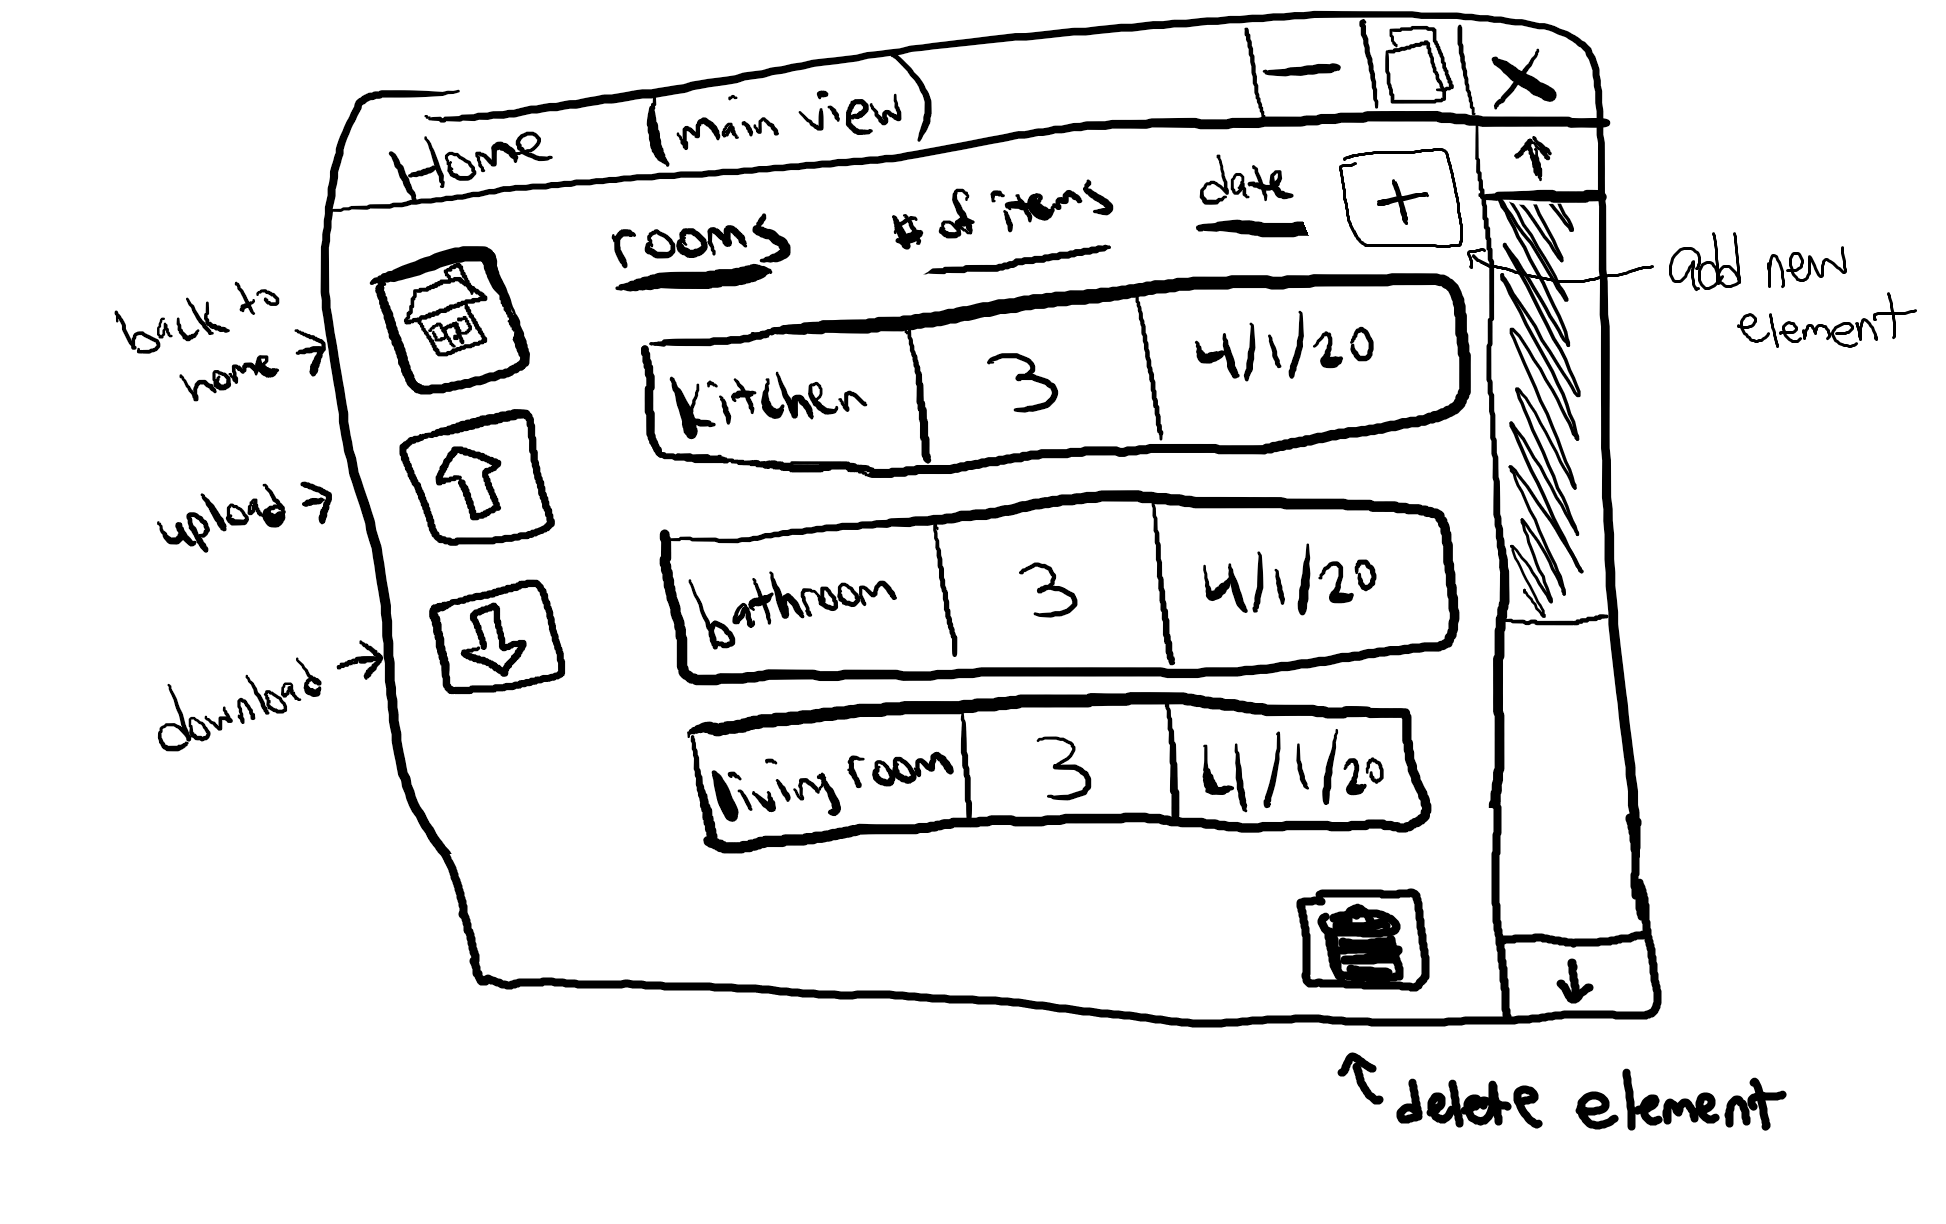 Home
main view
rooms
# of items
date
+
add new
element
back to
home
upload
download
kitchen
3
4/1/20
bathroom
3
4/1/20
living room
3
4/1/20
delete element